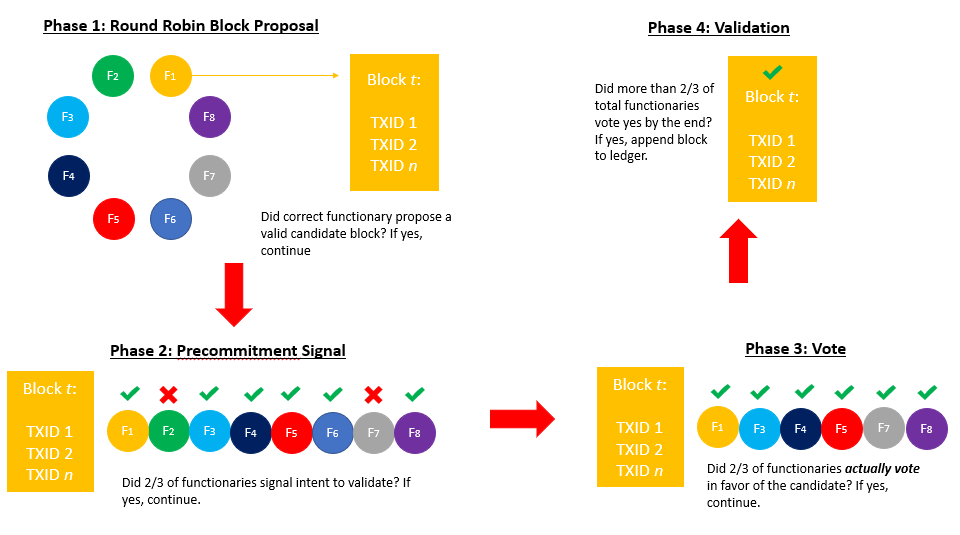 Phase 1: Round Robin Block Proposal
F2
F1
F3
F8
F4
F7
F5
F6
Block t:
TXID 1
TXID 2
TXID n
Did correct functionary propose a
valid candidate block? If yes,
continue
Phase 2: Precommitment Signal
Block t:
TXID 1
TXID 2
TXID n
F1
F2
F3
F4
F5
F6
F7
F8
Did 2/3 of functionaries signal intent to validate? If
yes, continue.
Phase 3: Vote
Block t:
TXID 1
TXID 2
TXID n
F1
F3
F4
F5
F7
F8
Did 2/3 of functionaries actually vote
in favor of the candidate? If yes,
continue.
Phase 4: Validation
Did more than 2/3 of
total functionaries
vote yes by the end?
If yes, append block
to ledger.
Block t:
TXID 1
TXID 2
TXID n